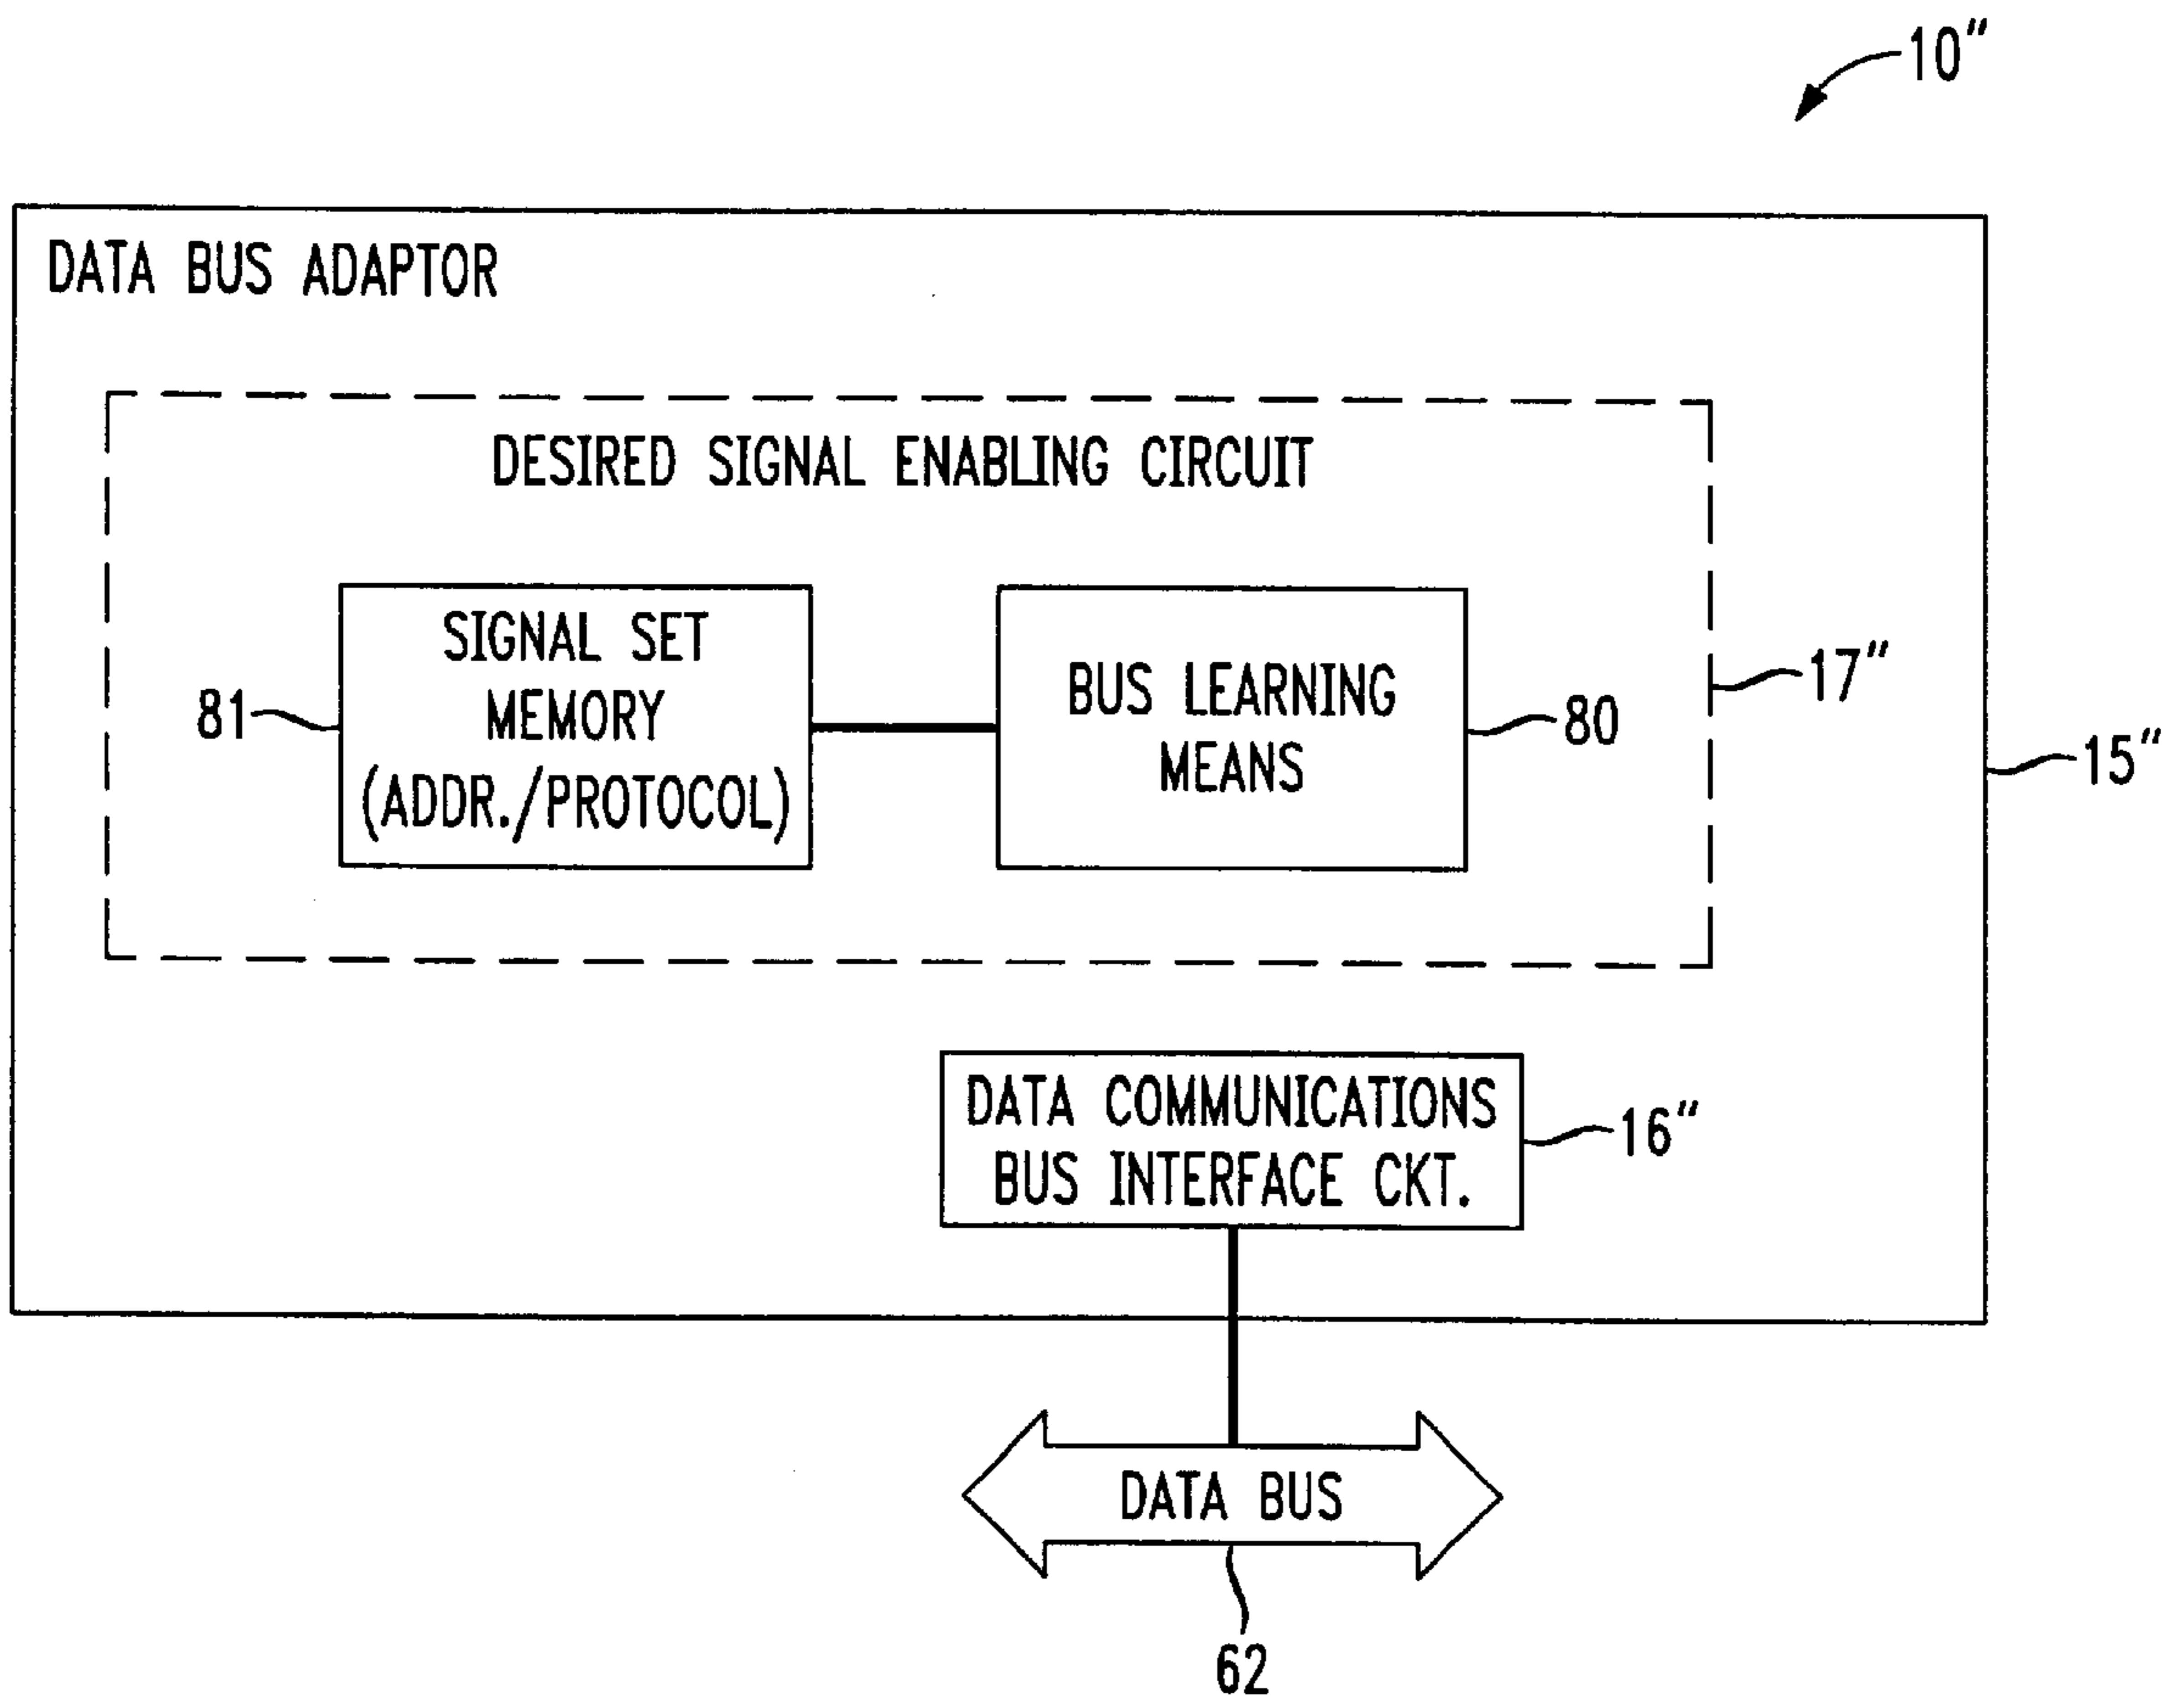 10"
DATA BUS ADAPTOR
DESIRED SIGNAL ENABLING CIRCUIT
SIGNAL SET
MEMORY
(ADDR./PROTOCOL)
81
BUS LEARNING
MEANS
80
17"
15"
DATA COMMUNICATIONS
BUS INTERFACE CKT.
16"
DATA BUS
62